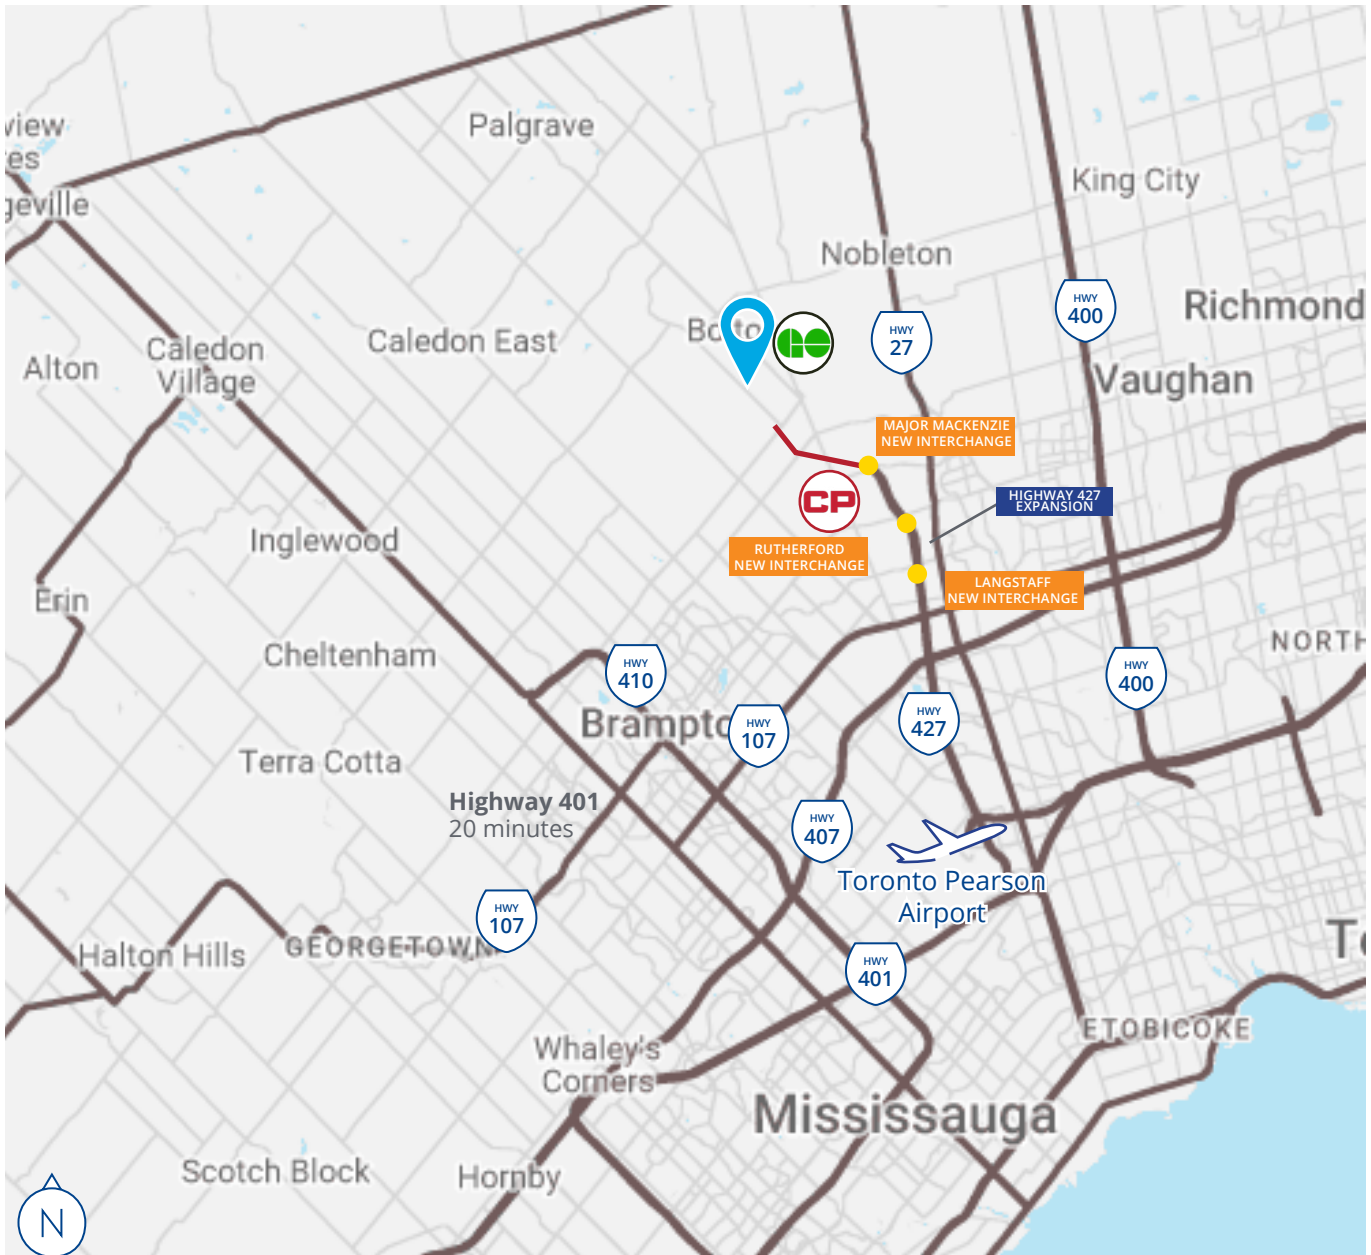 Palgrave
view
es
King City
geville
Nobleton
HWY
400
Richmond
HWY
27
Caledon
Village
Caledon East
Alton
Vaughan
MAJOR MACKENZIE
NEW INTERCHANGE
CP
HIGHWAY 427
EXPANSION
Inglewood
RUTHERFORD
NEW INTERCHANGE
LANGSTAFF
NEW INTERCHANGE
Erin
NORTH
Cheltenham
HWY
410
HWY
400
Brampto
HWY
107
HWY
427
Terra Cotta
Highway 401
20 minutes
HWY
407
Toronto Pearson
Airport
HWY
107
GEORGETOWN
Halton Hills
To
HWY
401
ETOBICOKE
Whaley's
Corners
Mississauga
Scotch Block
Hornby
N